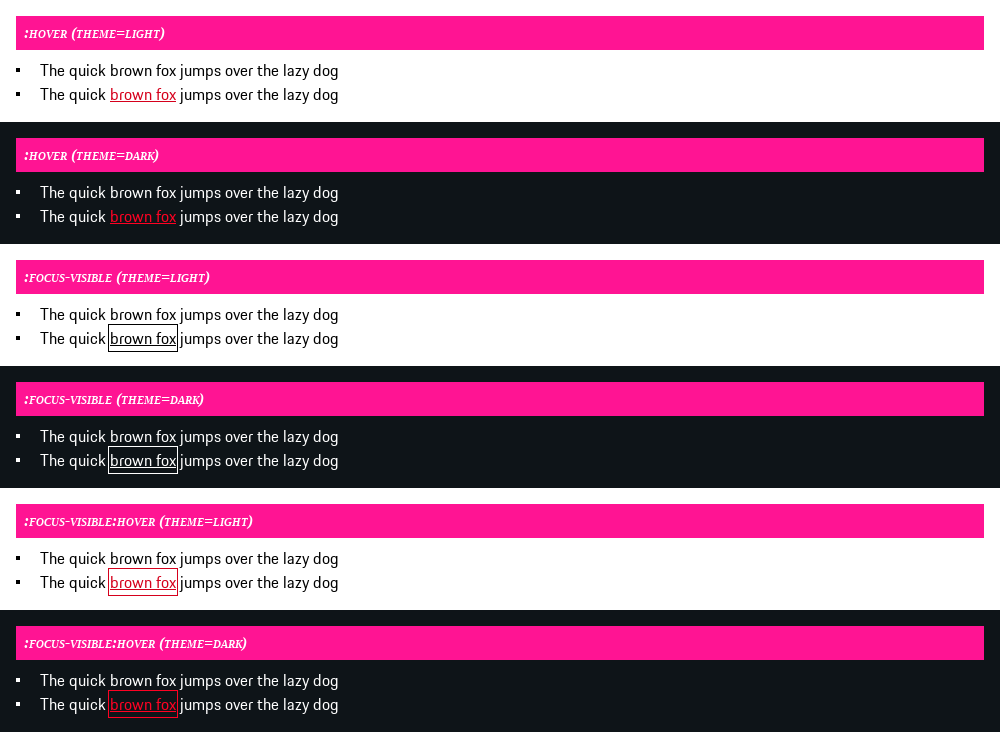 :HOVER (THEME=LIGHT)
▪ The quick brown fox jumps over the lazy dog
▪ The quick brown fox jumps over the lazy dog
:HOVER (THEME=DARK)
▪ The quick brown fox jumps over the lazy dog
▪ The quick brown fox jumps over the lazy dog
:FOCUS-VISIBLE (THEME=LIGHT)
▪ The quick brown fox jumps over the lazy dog
▪ The quick brown fox jumps over the lazy dog
:FOCUS-VISIBLE (THEME=DARK)
▪ The quick brown fox jumps over the lazy dog
▪ The quick brown fox jumps over the lazy dog
:FOCUS-VISIBLE:HOVER (THEME=LIGHT)
▪ The quick brown fox jumps over the lazy dog
▪ The quick brown fox jumps over the lazy dog
:FOCUS-VISIBLE:HOVER (THEME=DARK)
▪ The quick brown fox jumps over the lazy dog
▪ The quick brown fox jumps over the lazy dog